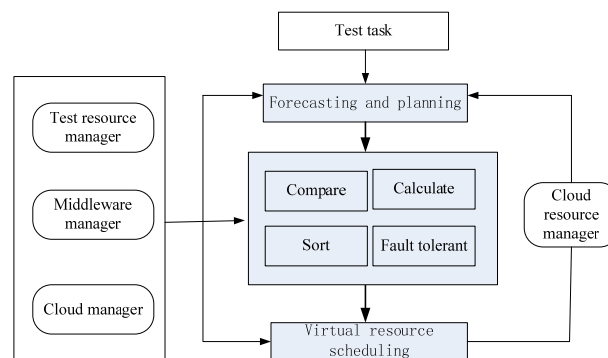 Test task
Forecasting and planning
Test resource
manager
Middleware
manager
Cloud manager
Compare
Calculate
Sort
Fault tolerant
Cloud
resource
manager
Virtual resource
scheduling